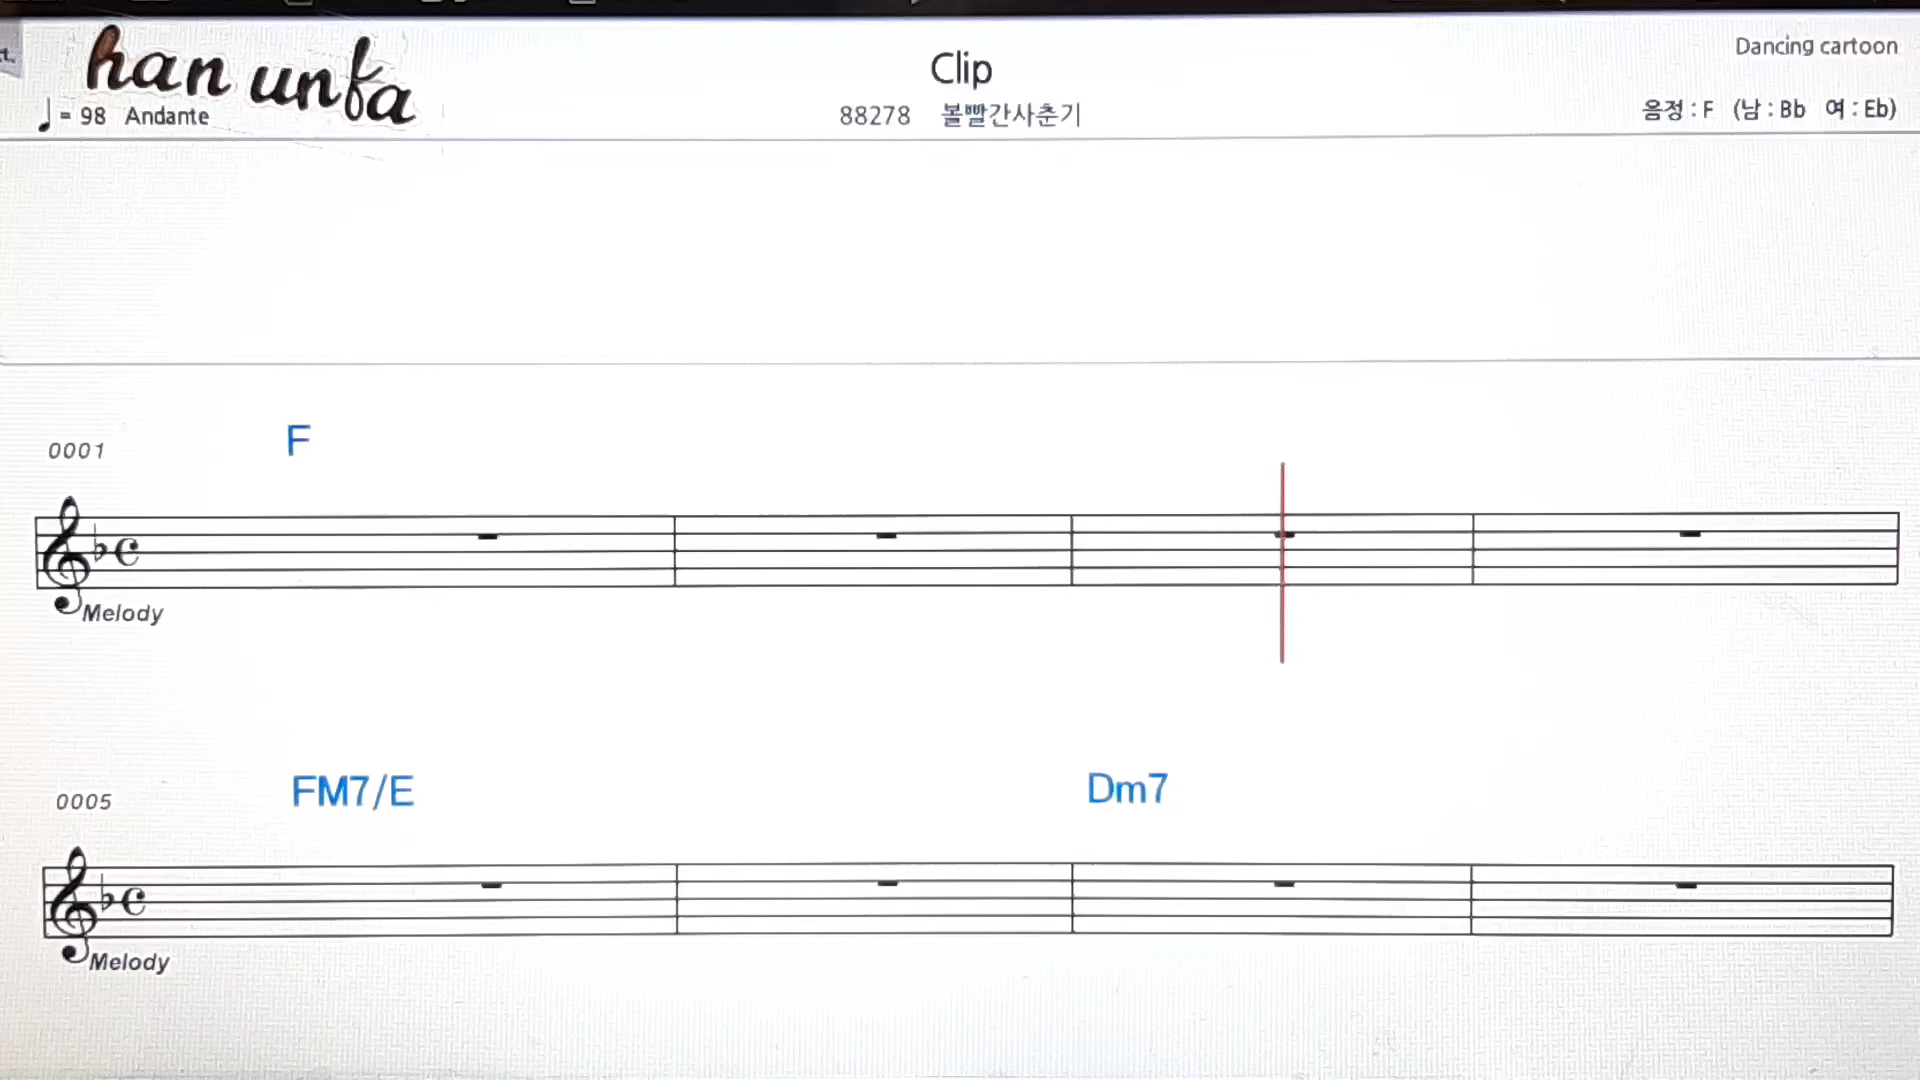 han unfa
♩ = 98 Andante
Clip
88278 볼빨간사춘기
Dancing cartoon
음정 : F (남 : Bb 여 : Eb)
0001
F
Melody
0005
FM7/E
Dm7
Melody